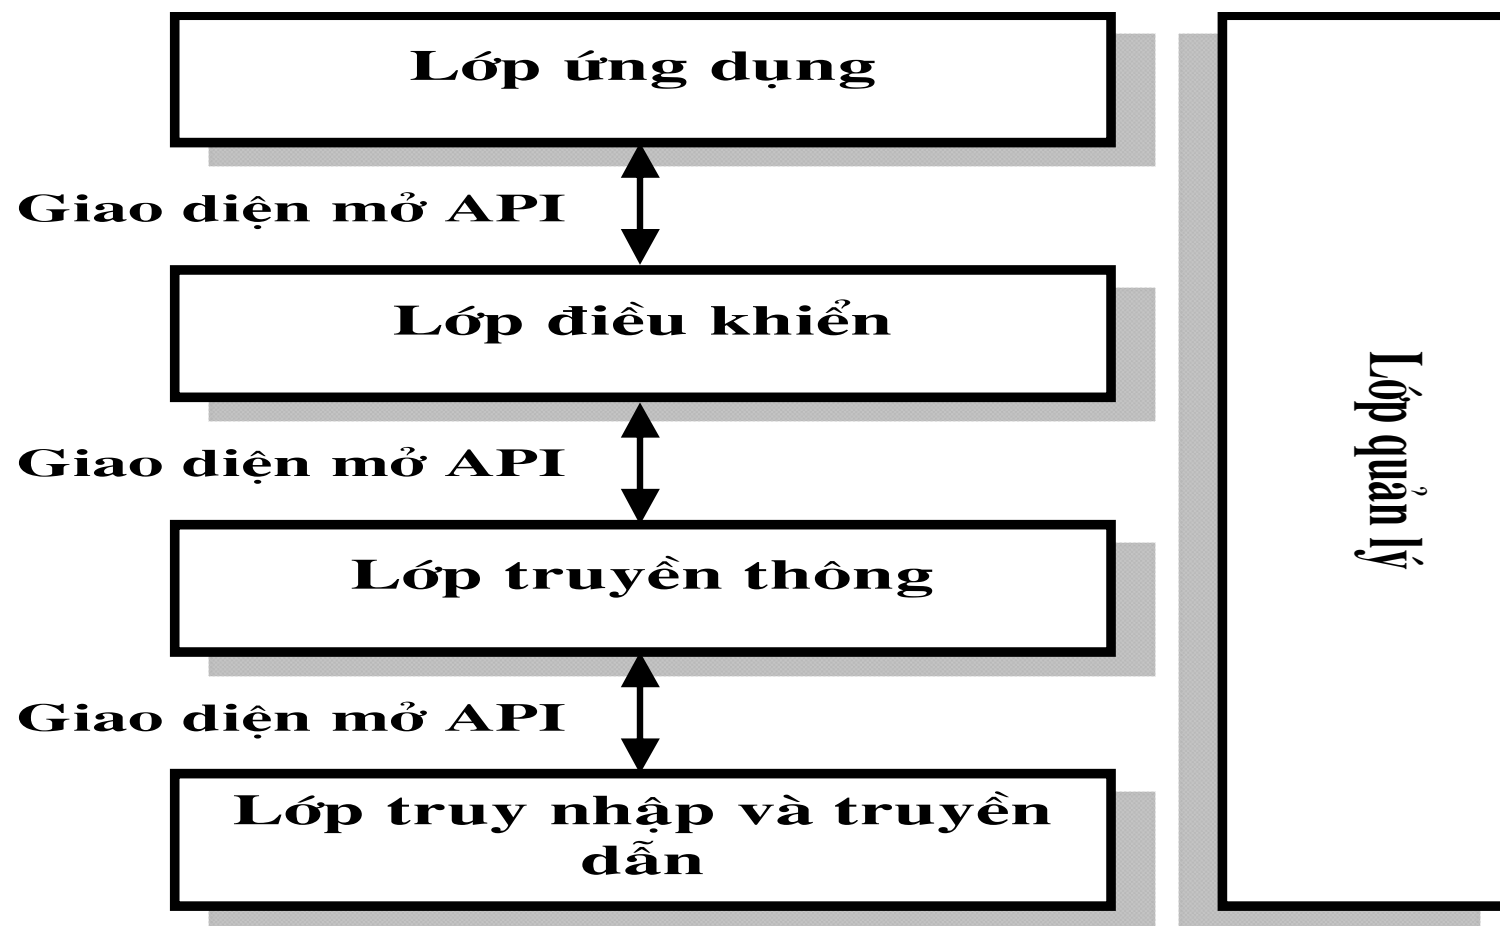 Lớp ứng dụng
Giao diện mở API
Lớp điều khiển
Giao diện mở API
Lớp truyền thông
Giao diện mở API
Lớp truy nhập và truyền
dẫn
Lớp quản lý